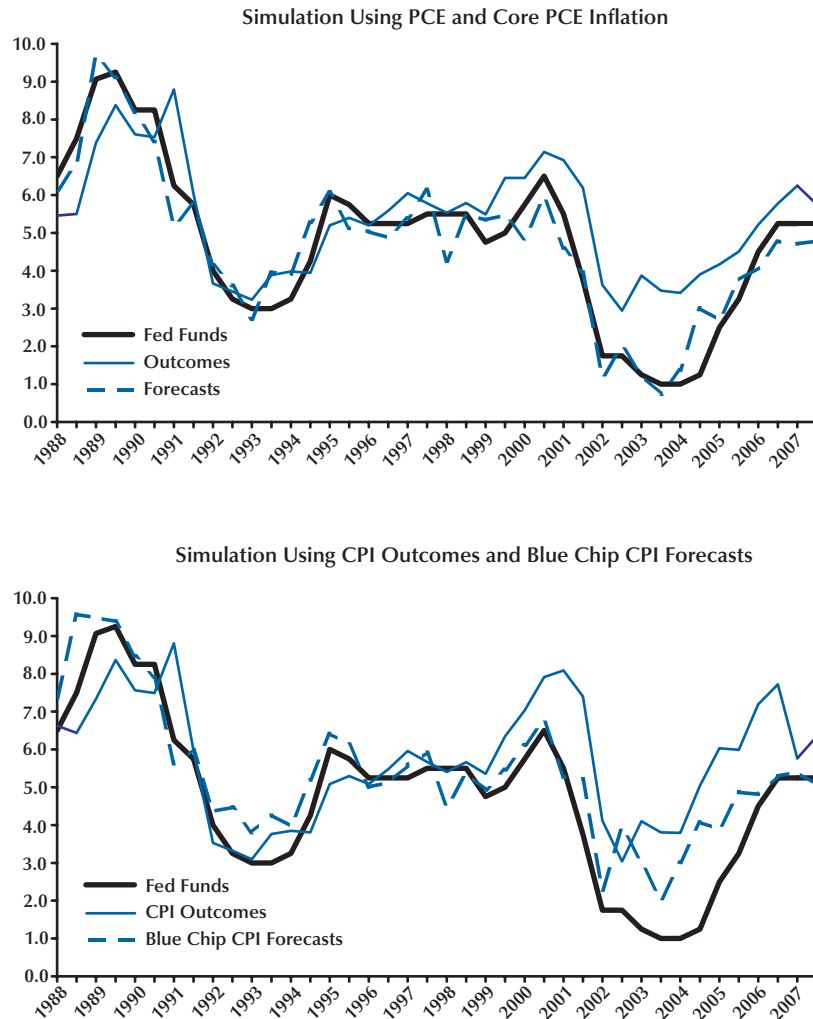 Simulation Using PCE and Core PCE Inflation
10.0
9.0
8.0
7.0
6.0
5.0
4.0
3.0
2.0
1.0
0.0
Fed Funds
Outcomes
Forecasts
1988 1989 1990 1991 1992 1993 1994 1995 1996 1997 1998 1999 2000 2001 2002 2003 2004 2005 2006 2007
Simulation Using CPI Outcomes and Blue Chip CPI Forecasts
10.0
9.0
8.0
7.0
6.0
5.0
4.0
3.0
2.0
1.0
0.0
Fed Funds
CPI Outcomes
Blue Chip CPI Forecasts
1988 1989 1990 1991 1992 1993 1994 1995 1996 1997 1998 1999 2000 2001 2002 2003 2004 2005 2006 2007